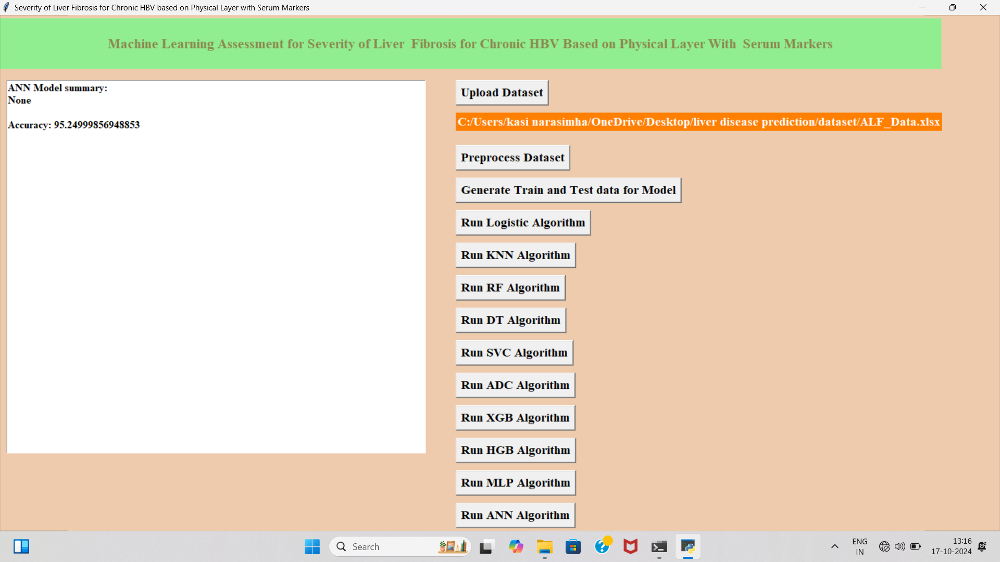 Severity of Liver Fibrosis for Chronic HBV based on Physical Layer with Serum Markers
Machine Learning Assessment for Severity of Liver  Fibrosis for Chronic HBV Based on Physical Layer With  Serum Markers
ANN Model summary:
None
Accuracy: 95.24999856948853
Upload Dataset
C:/Users/kasi narasimha/OneDrive/Desktop/liver disease prediction/dataset/ALF_Data.xlsx
Preprocess Dataset
Generate Train and Test data for Model
Run Logistic Algorithm
Run KNN Algorithm
Run RF Algorithm
Run DT Algorithm
Run SVC Algorithm
Run ADC Algorithm
Run XGB Algorithm
Run HGB Algorithm
Run MLP Algorithm
Run ANN Algorithm
Search
ENG
IN
13:16
17-10-2024